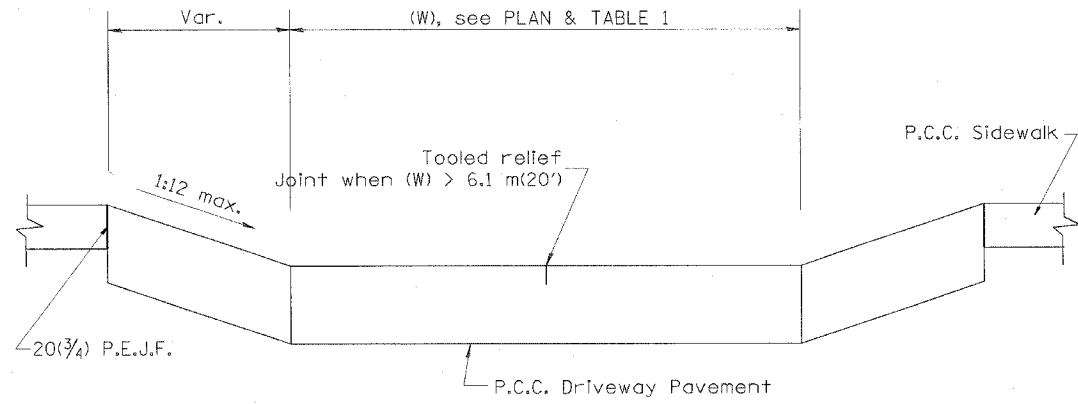 Var.
(W), see PLAN & TABLE 1
P.C.C. Sidewalk
Tooled relief
Joint when (W) > 6.1 m(20')
1:12 max.
20(3/4) P.E.J.F.
P.C.C. Driveway Pavement